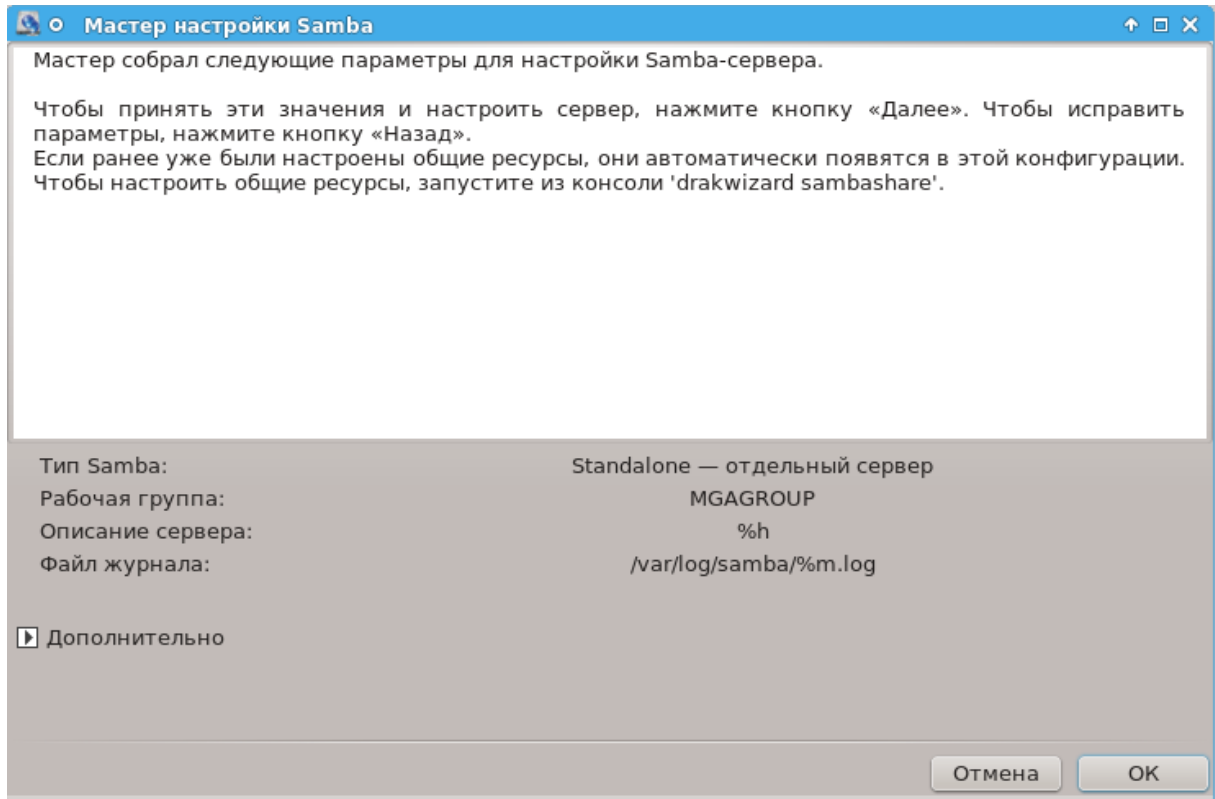 Мастер настройки Samba
Мастер собрал следующие параметры для настройки Samba-сервера.
Чтобы принять эти значения и настроить сервер, нажмите кнопку «Далее». Чтобы исправить
параметры, нажмите кнопку «Назад».
Если ранее уже были настроены общие ресурсы, они автоматически появятся в этой конфигурации.
Чтобы настроить общие ресурсы, запустите из консоли 'drakwizard sambashare'.
Тип Samba: Standalone — отдельный сервер
Рабочая группа: MGAGROUP
Описание сервера: %h
Файл журнала: /var/log/samba/%m.log
Дополнительно
Отмена OK